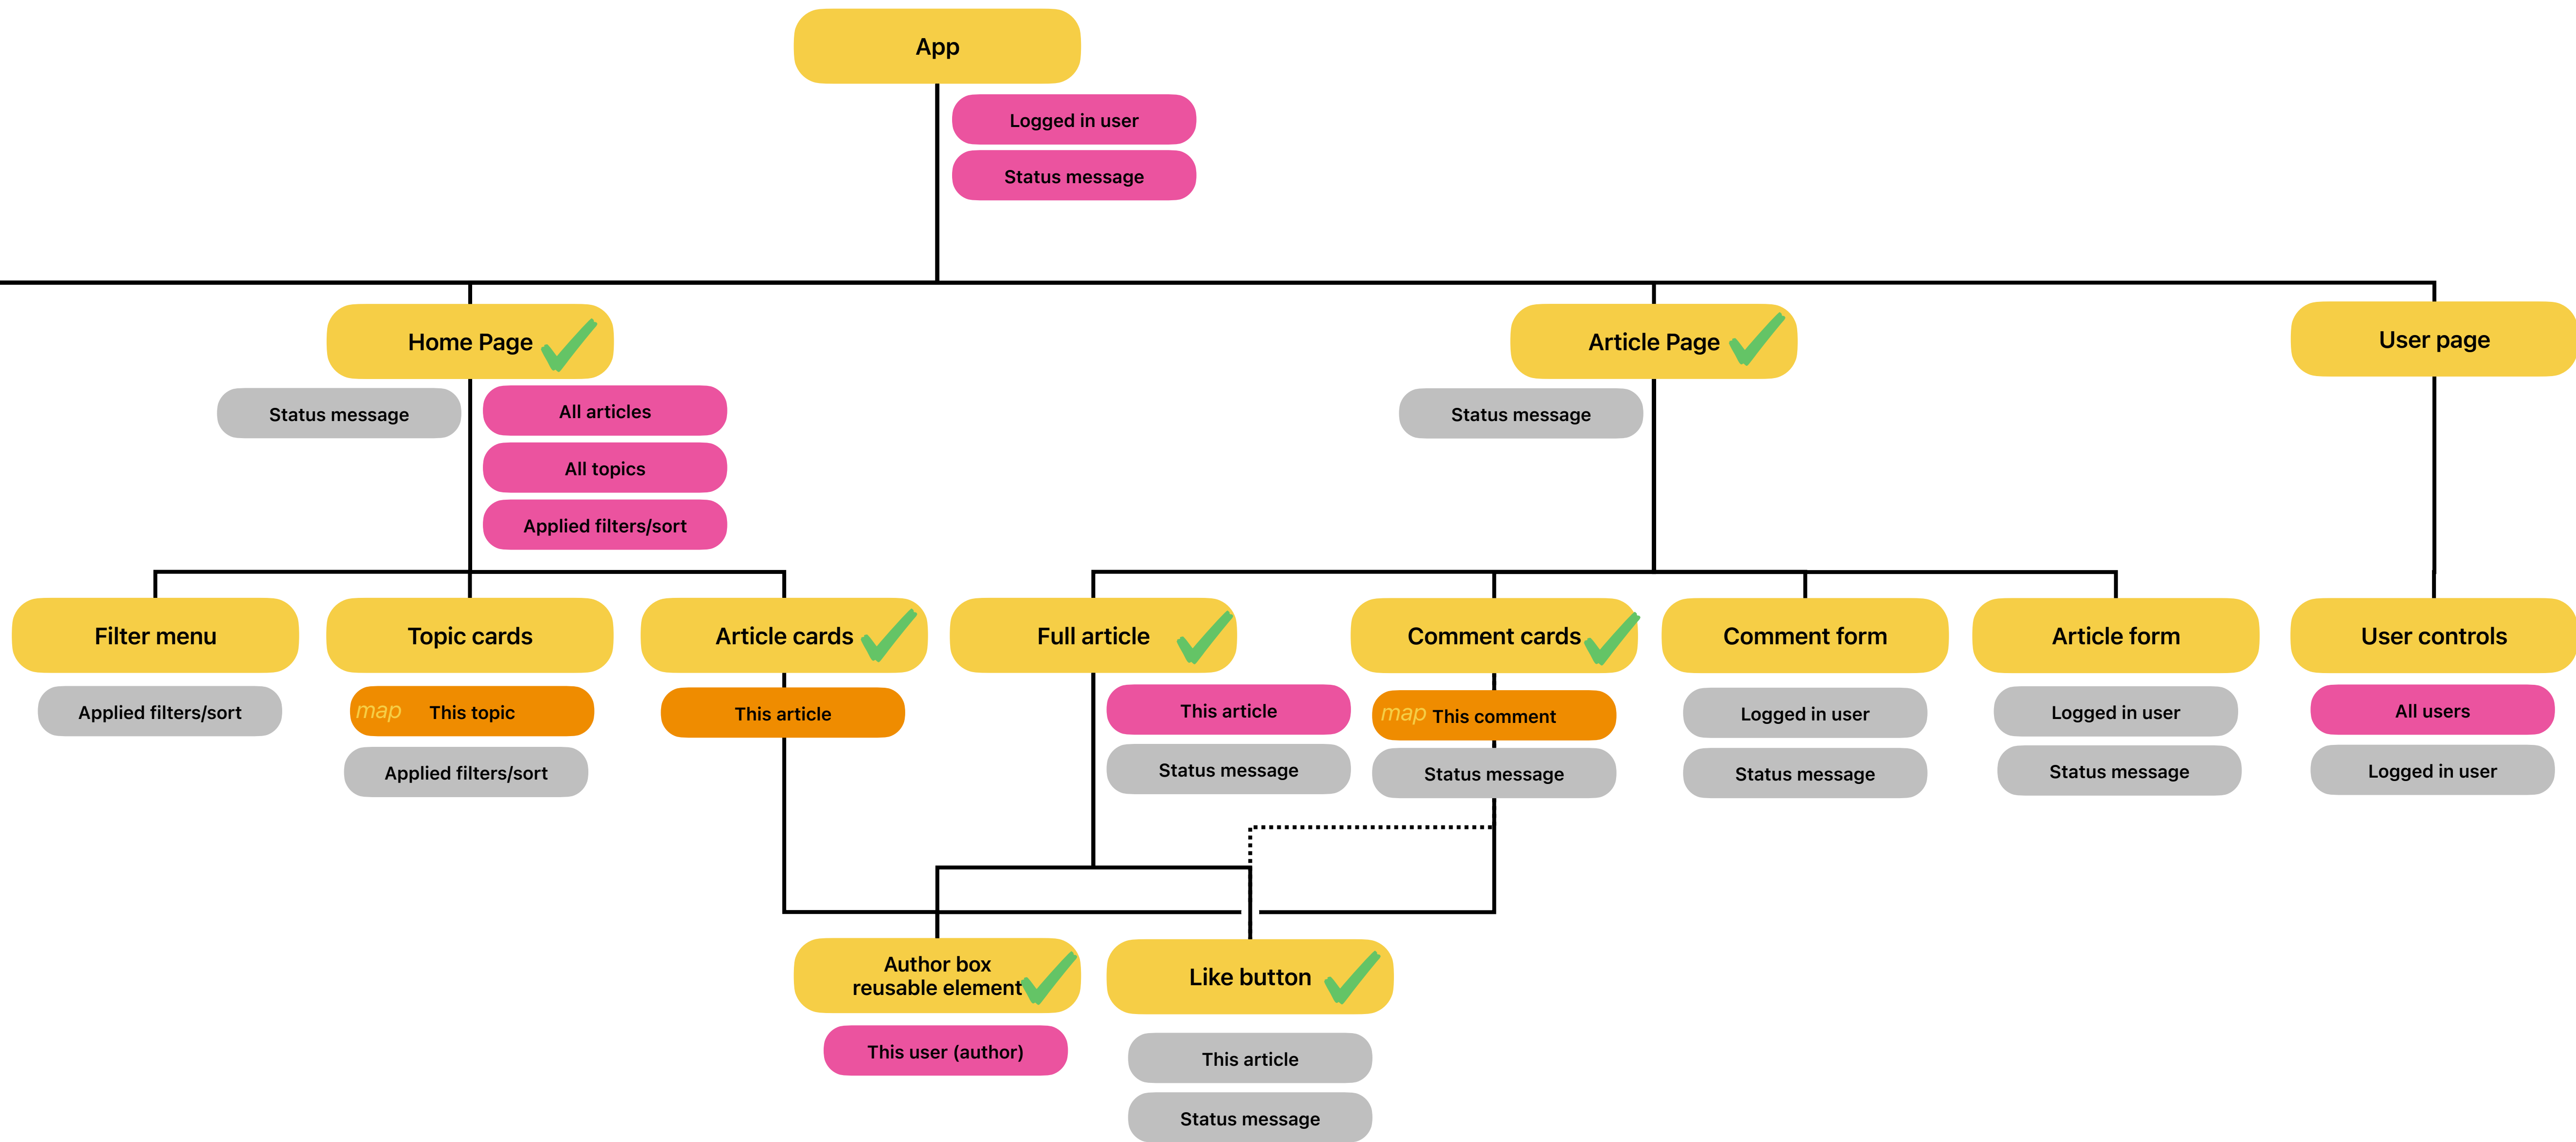 App
Logged in user
Status message
Home Page
Article Page
User page
Status message
All articles
All topics
Applied filters/sort
Status message
Filter menu
Topic cards
Article cards
Full article
Comment cards
Comment form
Article form
User controls
Applied filters/sort
map This topic
Applied filters/sort
This article
This article
Status message
map This comment
Status message
Logged in user
Status message
Logged in user
Status message
All users
Logged in user
Author box
reusable element
Like button
This user (author)
This article
Status message